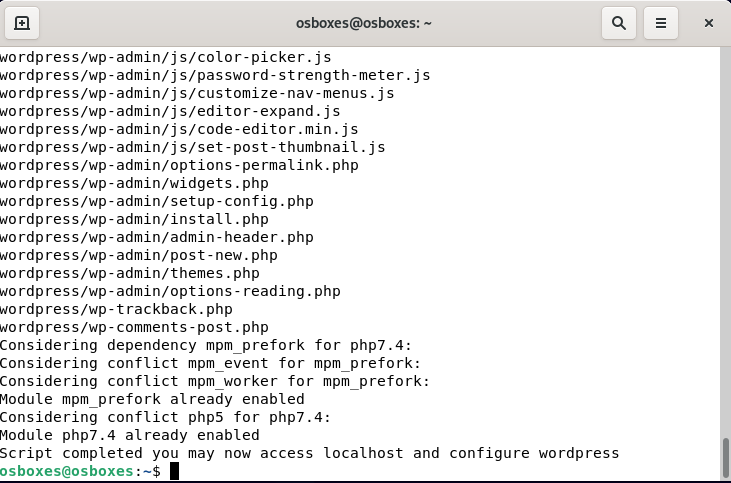 osboxes@osboxes: ~
wordpress/wp-admin/js/color-picker.js
wordpress/wp-admin/js/password-strength-meter.js
wordpress/wp-admin/js/customize-nav-menus.js
wordpress/wp-admin/js/editor-expand.js
wordpress/wp-admin/js/code-editor.min.js
wordpress/wp-admin/js/set-post-thumbnail.js
wordpress/wp-admin/options-permalink.php
wordpress/wp-admin/widgets.php
wordpress/wp-admin/setup-config.php
wordpress/wp-admin/install.php
wordpress/wp-admin/admin-header.php
wordpress/wp-admin/post-new.php
wordpress/wp-admin/themes.php
wordpress/wp-admin/options-reading.php
wordpress/wp-trackback.php
wordpress/wp-comments-post.php
Considering dependency mpm_prefork for php7.4:
Considering conflict mpm_event for mpm_prefork:
Considering conflict mpm_worker for mpm_prefork:
Module mpm_prefork already enabled
Considering conflict php5 for php7.4:
Module php7.4 already enabled
Script completed you may now access localhost and configure wordpress
osboxes@osboxes:~$